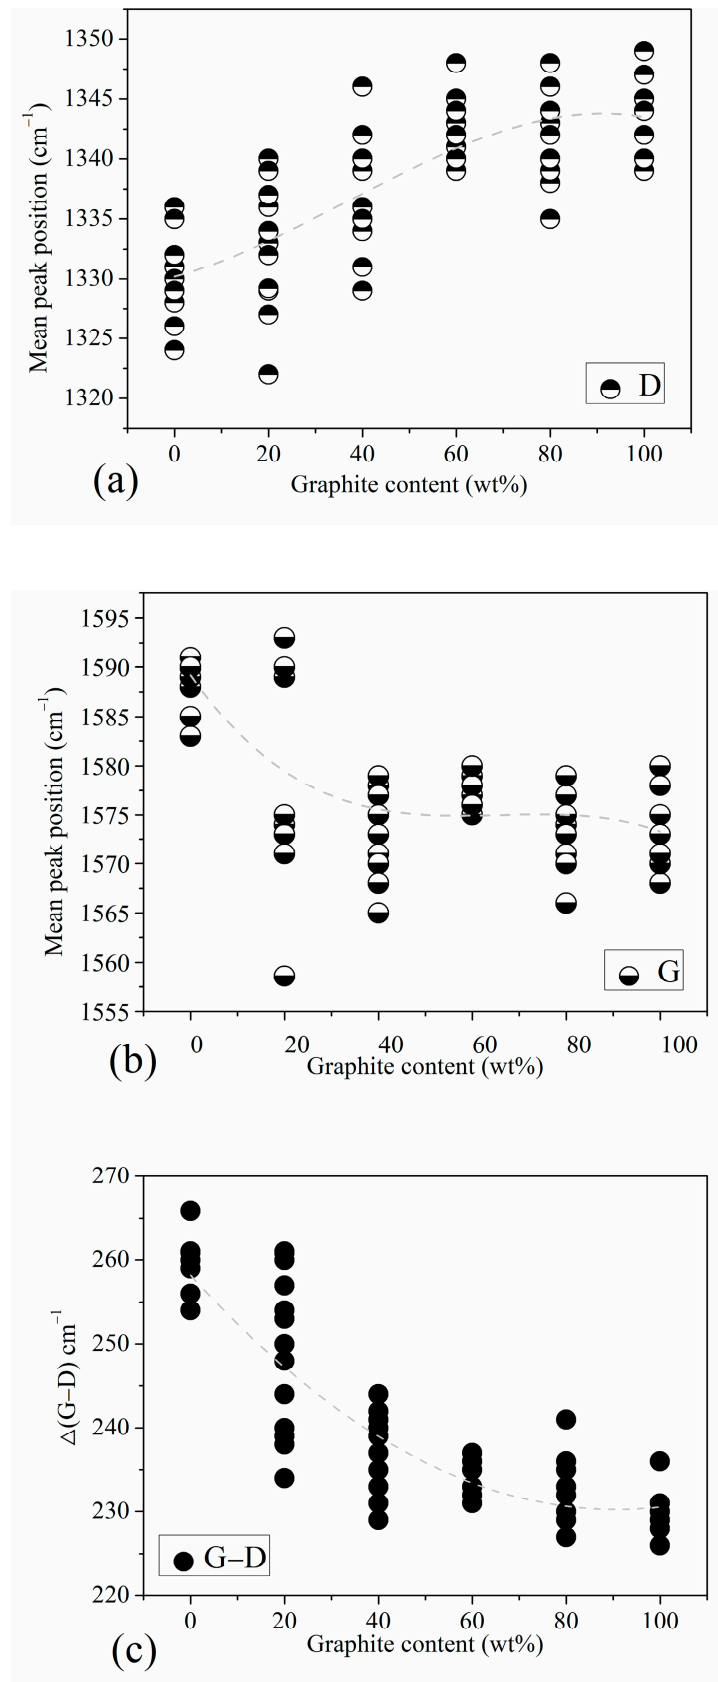 1350
1345
1340
1335
1330
1325
1320
Mean peak position (cm⁻¹)
D
0 20 40 60 80 100
(a)
Graphite content (wt%)
1595
1590
1585
1580
1575
1570
1565
1560
1555
Mean peak position (cm⁻¹)
G
0 20 40 60 80 100
(b)
Graphite content (wt%)
270
260
250
240
230
220
△(G–D) cm⁻¹
G–D
0 20 40 60 80 100
(c)
Graphite content (wt%)